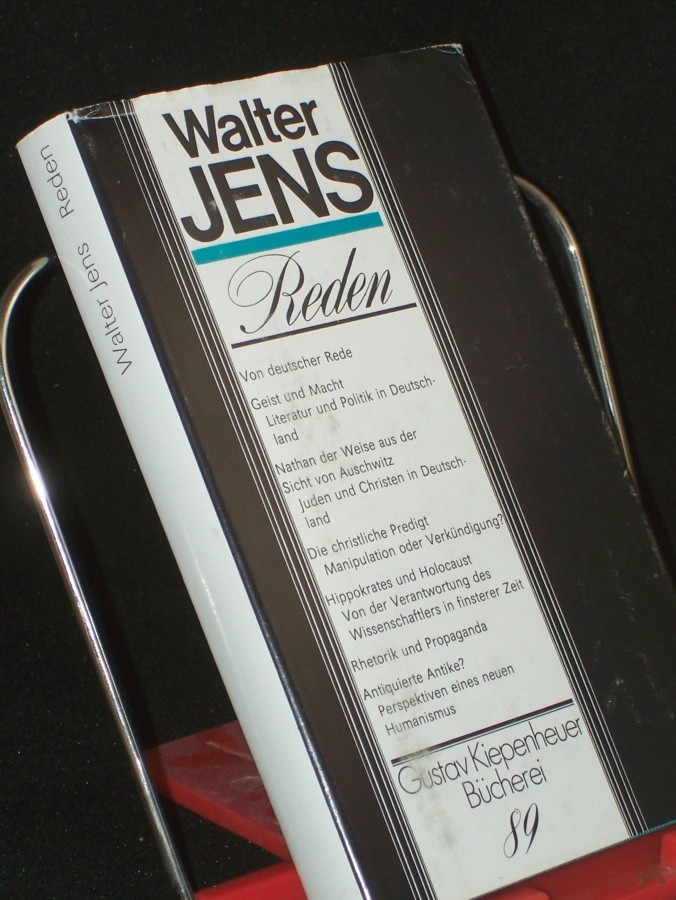 Walter Jens Reden
Walter
JENS
Reden
Von deutscher Rede
Geist und Macht
Literatur und Politik in Deutsch-
land
Nathan der Weise aus der
Sicht von Auschwitz
Juden und Christen in Deutsch-
land
Die christliche Predigt
Manipulation oder Verkündigung?
Hippokrates und Holocaust
Von der Verantwortung des
Wissenschaftlers in finsterer Zeit
Rhetorik und Propaganda
Antiquierte Antike?
Perspektiven eines neuen
Humanismus
Gustav Kiepenheuer
Bücherei
89